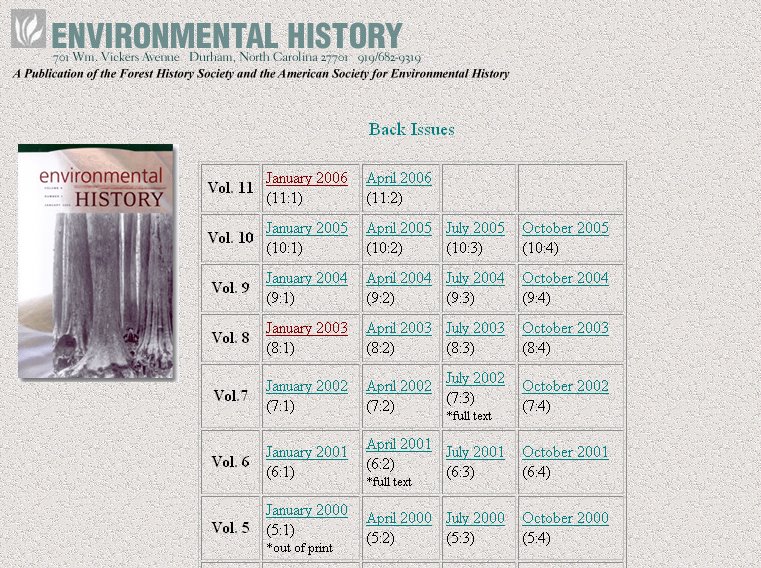 ENVIRONMENTAL HISTORY
701 Wm. Vickers Avenue Durham, North Carolina 27701 919/682-9319
A Publication of the Forest History Society and the American Society for Environmental History
Back Issues
environmental
HISTORY
Vol. 11 January 2006 April 2006
(11:1) (11:2)
Vol. 10 January 2005 April 2005 July 2005 October 2005
(10:1) (10:2) (10:3) (10:4)
Vol. 9 January 2004 April 2004 July 2004 October 2004
(9:1) (9:2) (9:3) (9:4)
Vol. 8 January 2003 April 2003 July 2003 October 2003
(8:1) (8:2) (8:3) (8:4)
Vol.7 January 2002 April 2002 July 2002 October 2002
(7:1) (7:2) (7:3) (7:4)
*full text
Vol. 6 January 2001 April 2001 July 2001 October 2001
(6:1) (6:2) (6:3) (6:4)
*full text
Vol. 5 January 2000 April 2000 July 2000 October 2000
(5:1) (5:2) (5:3) (5:4)
*out of print